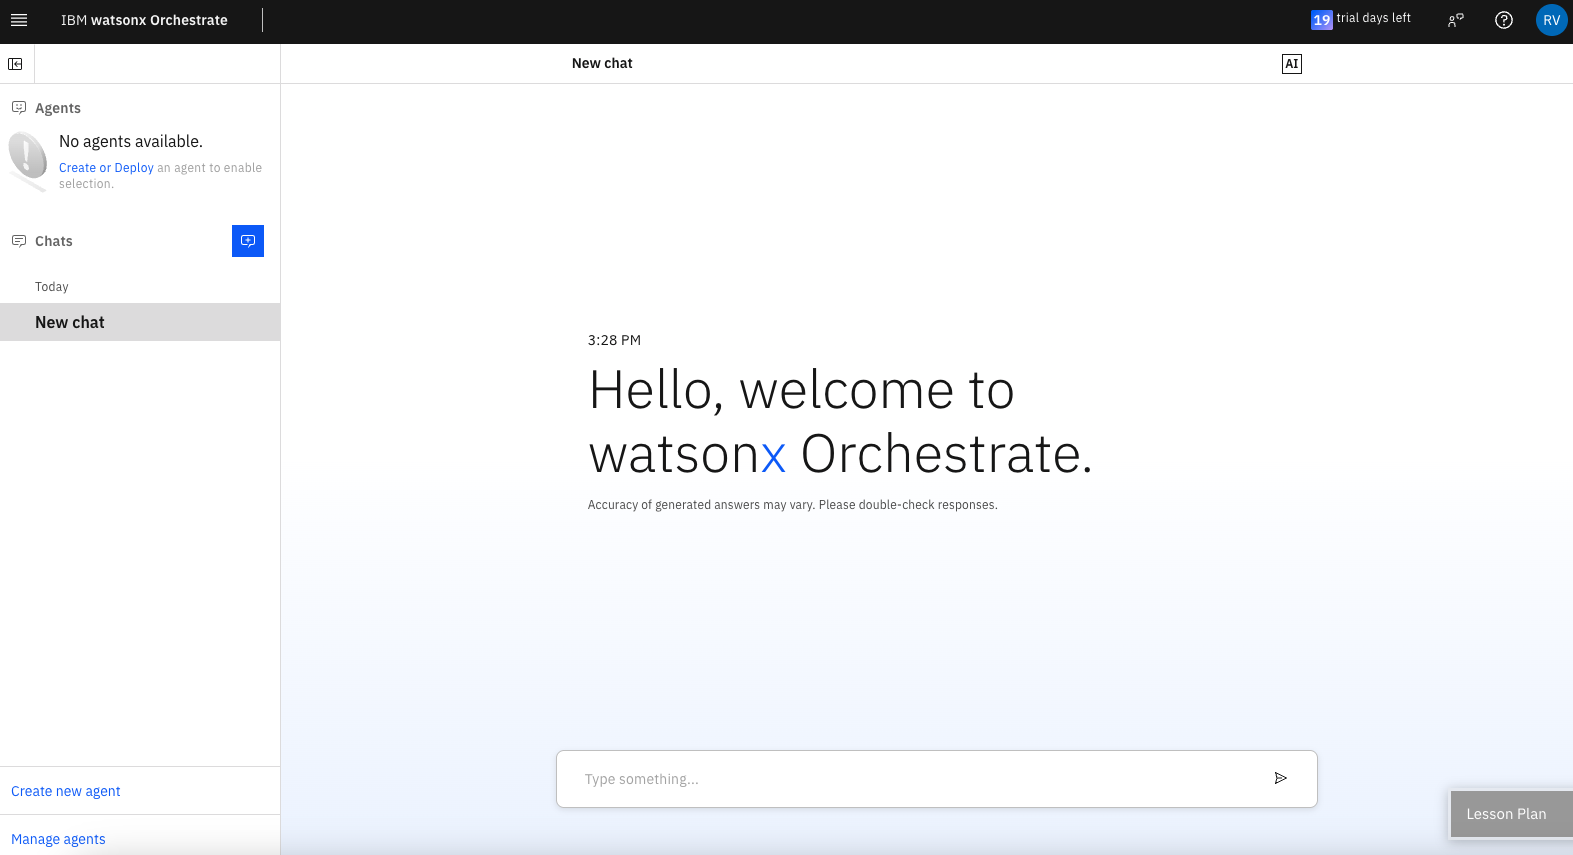 IBM watsonx Orchestrate
19 trial days left
RV
New chat
AI
Agents
No agents available.
Create or Deploy an agent to enable
selection.
Chats
Today
New chat
3:28 PM
Hello, welcome to
watsonx Orchestrate.
Accuracy of generated answers may vary. Please double-check responses.
Type something...
Create new agent
Manage agents
Lesson Plan